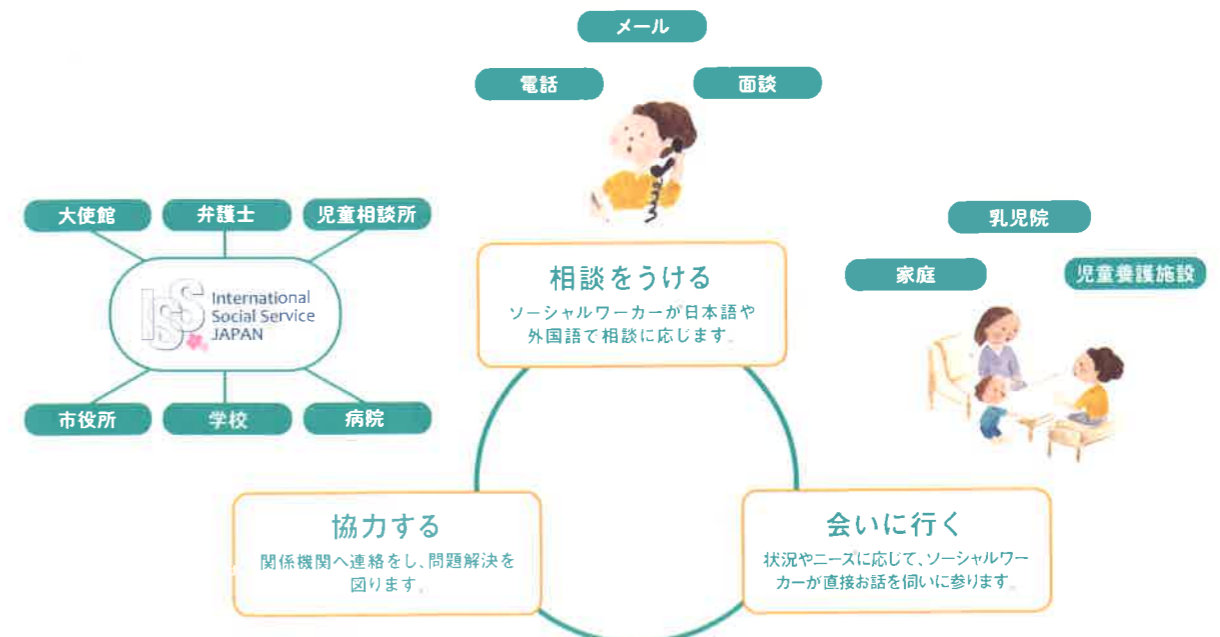 メール
電話
面談
相談をうける
ソーシャルワーカーが日本語や
外国語で相談に応じます。
大使館
弁護士
児童相談所
ISS
International
Social Service
JAPAN
市役所
学校
病院
乳児院
家庭
児童養護施設
協力する
関係機関へ連絡をし、問題解決を
図ります。
会いに行く
状況やニーズに応じて、ソーシャルワー
カーが直接お話を伺いに参ります。